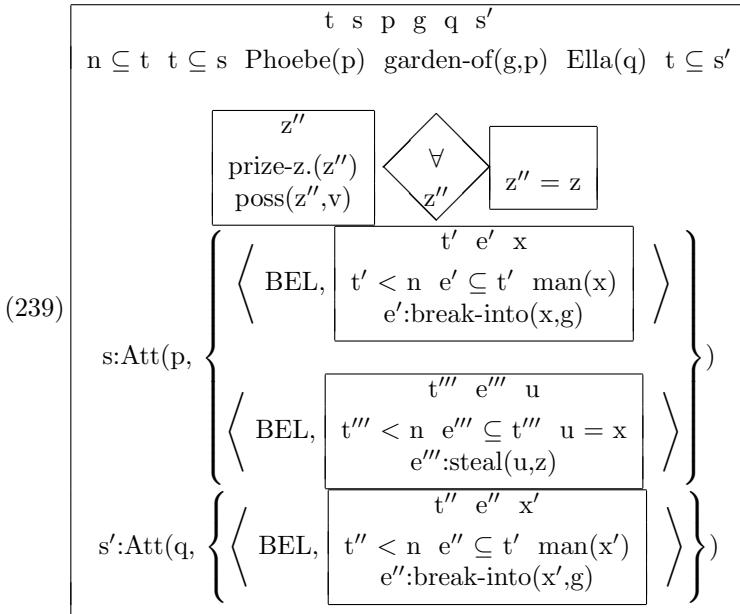 t s p g q s′
n ⊆ t t ⊆ s Phoebe(p) garden-of(g,p) Ella(q) t ⊆ s′
z′′
prize-z.(z′′)
poss(z′′,v)
∀
z′′
z′′ = z
(239)
s:Att(p, { ⟨ BEL,
t′ e′ x
t′ < n e′ ⊆ t′ man(x)
e′:break-into(x,g)
⟩
⟨ BEL,
t′′′ e′′′ u
t′′′ < n e′′′ ⊆ t′′′ u = x
e′′′:steal(u,z)
⟩ } )
s′:Att(q, { ⟨ BEL,
t′′ e′′ x′
t′′ < n e′′ ⊆ t′ man(x′)
e′′:break-into(x′,g)
⟩ } )